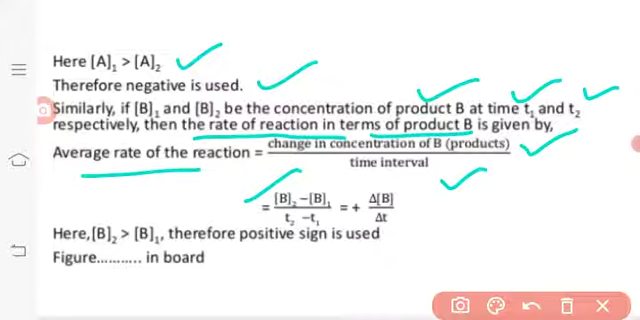 Here [A]₁ > [A]₂
Therefore negative is used.
Similarly, if [B]₁ and [B]₂ be the concentration of product B at time t₁ and t₂
respectively, then the rate of reaction in terms of product B is given by,
Average rate of the reaction = change in concentration of B (products) / time interval
= [B]₂ –[B]₁ / t₂ –t₁ = + Δ[B] / Δt
Here,[B]₂ > [B]₁, therefore positive sign is used
Figure........... in board